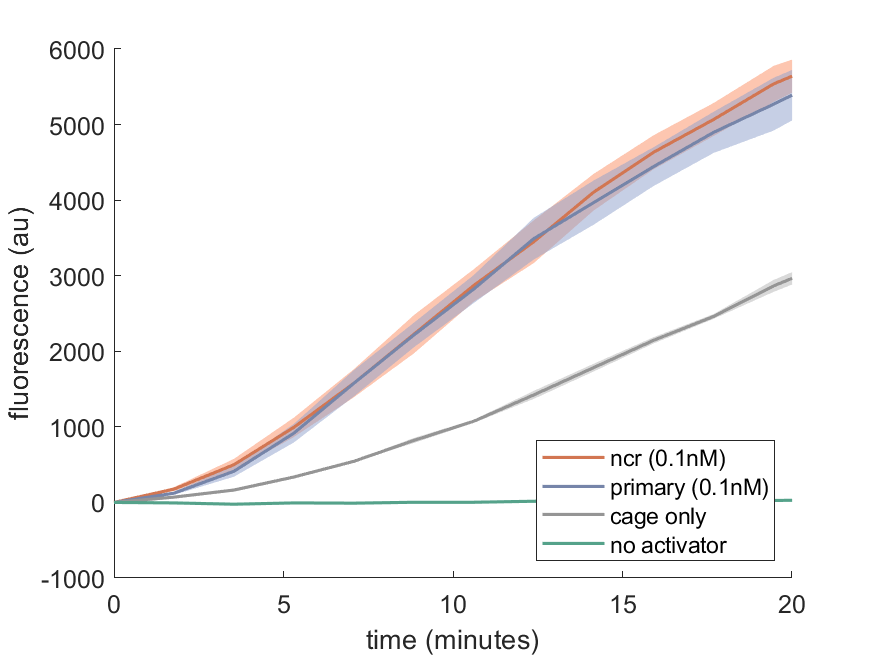 6000
5000
4000
3000
2000
1000
0
-1000
fluorescence (au)
0
5
10
15
20
time (minutes)
ncr (0.1nM)
primary (0.1nM)
cage only
no activator